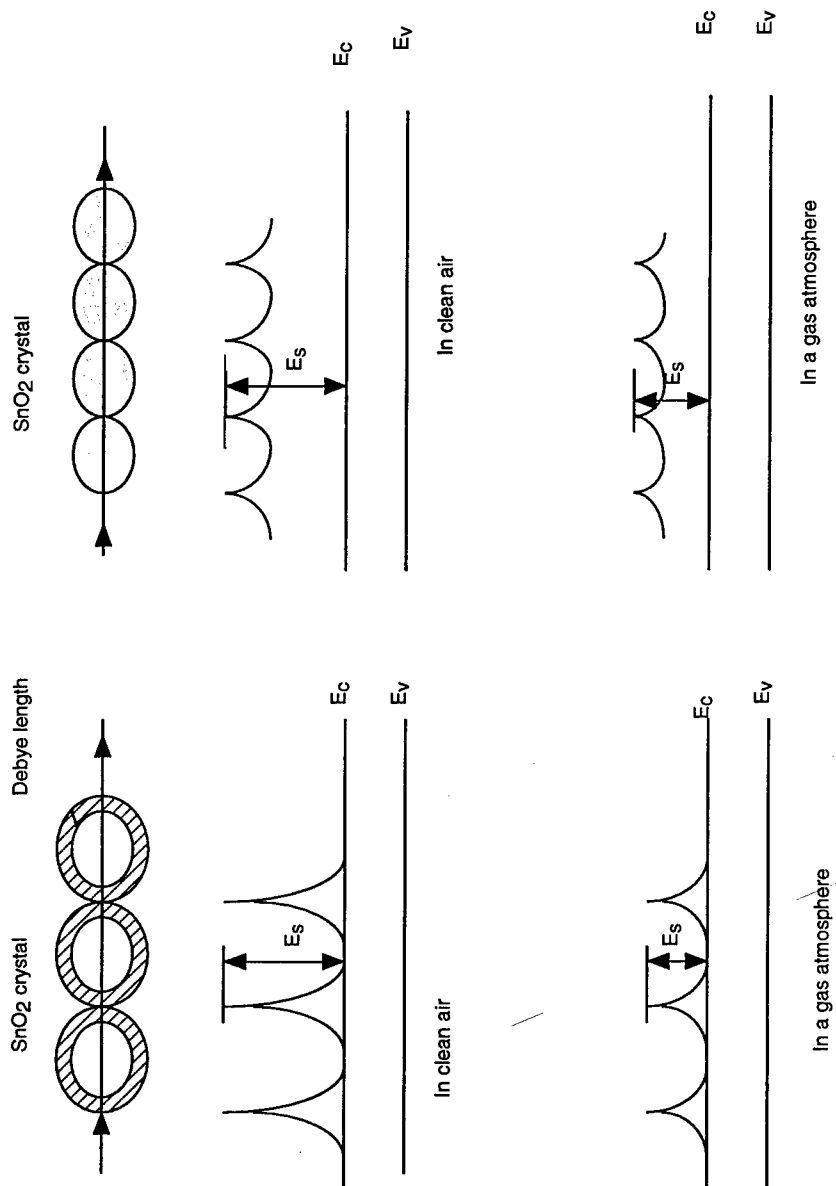 SnO2 crystal
Debye length
Es
Ec
Ev
In clean air
Es
Ec
Ev
In a gas atmosphere
SnO2 crystal
Es
Ec
Ev
In clean air
Es
Ec
Ev
In a gas atmosphere